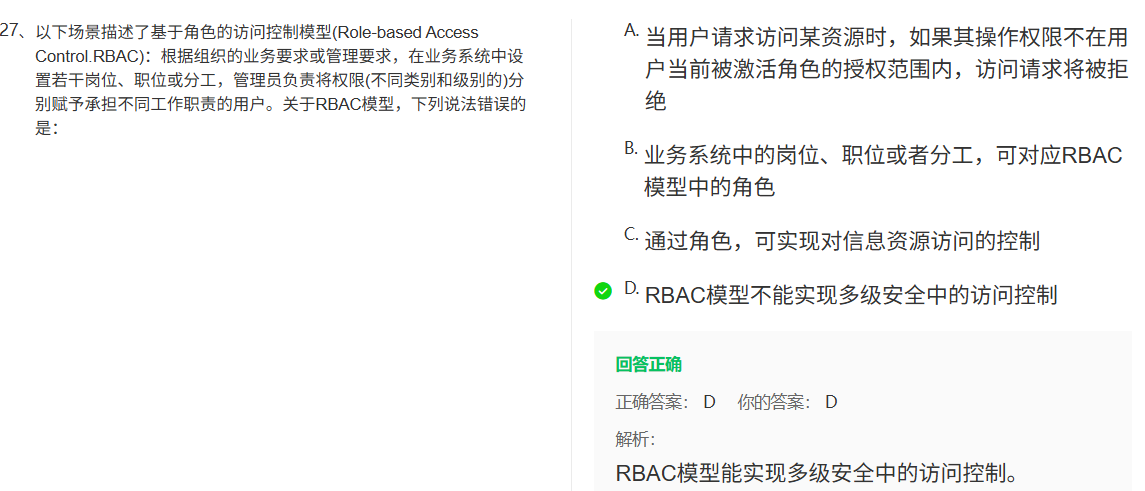 27、以下场景描述了基于角色的访问控制模型(Role-based Access
Control.RBAC)：根据组织的业务要求或管理要求，在业务系统中设
置若干岗位、职位或分工，管理员负责将权限(不同类别和级别的)分
别赋予承担不同工作职责的用户。关于RBAC模型，下列说法错误的
是：
A. 当用户请求访问某资源时，如果其操作权限不在用
户当前被激活角色的授权范围内，访问请求将被拒
绝
B. 业务系统中的岗位、职位或者分工，可对应RBAC
模型中的角色
C. 通过角色，可实现对信息资源访问的控制
D. RBAC模型不能实现多级安全中的访问控制
回答正确
正确答案： D 你的答案： D
解析：
RBAC模型能实现多级安全中的访问控制。